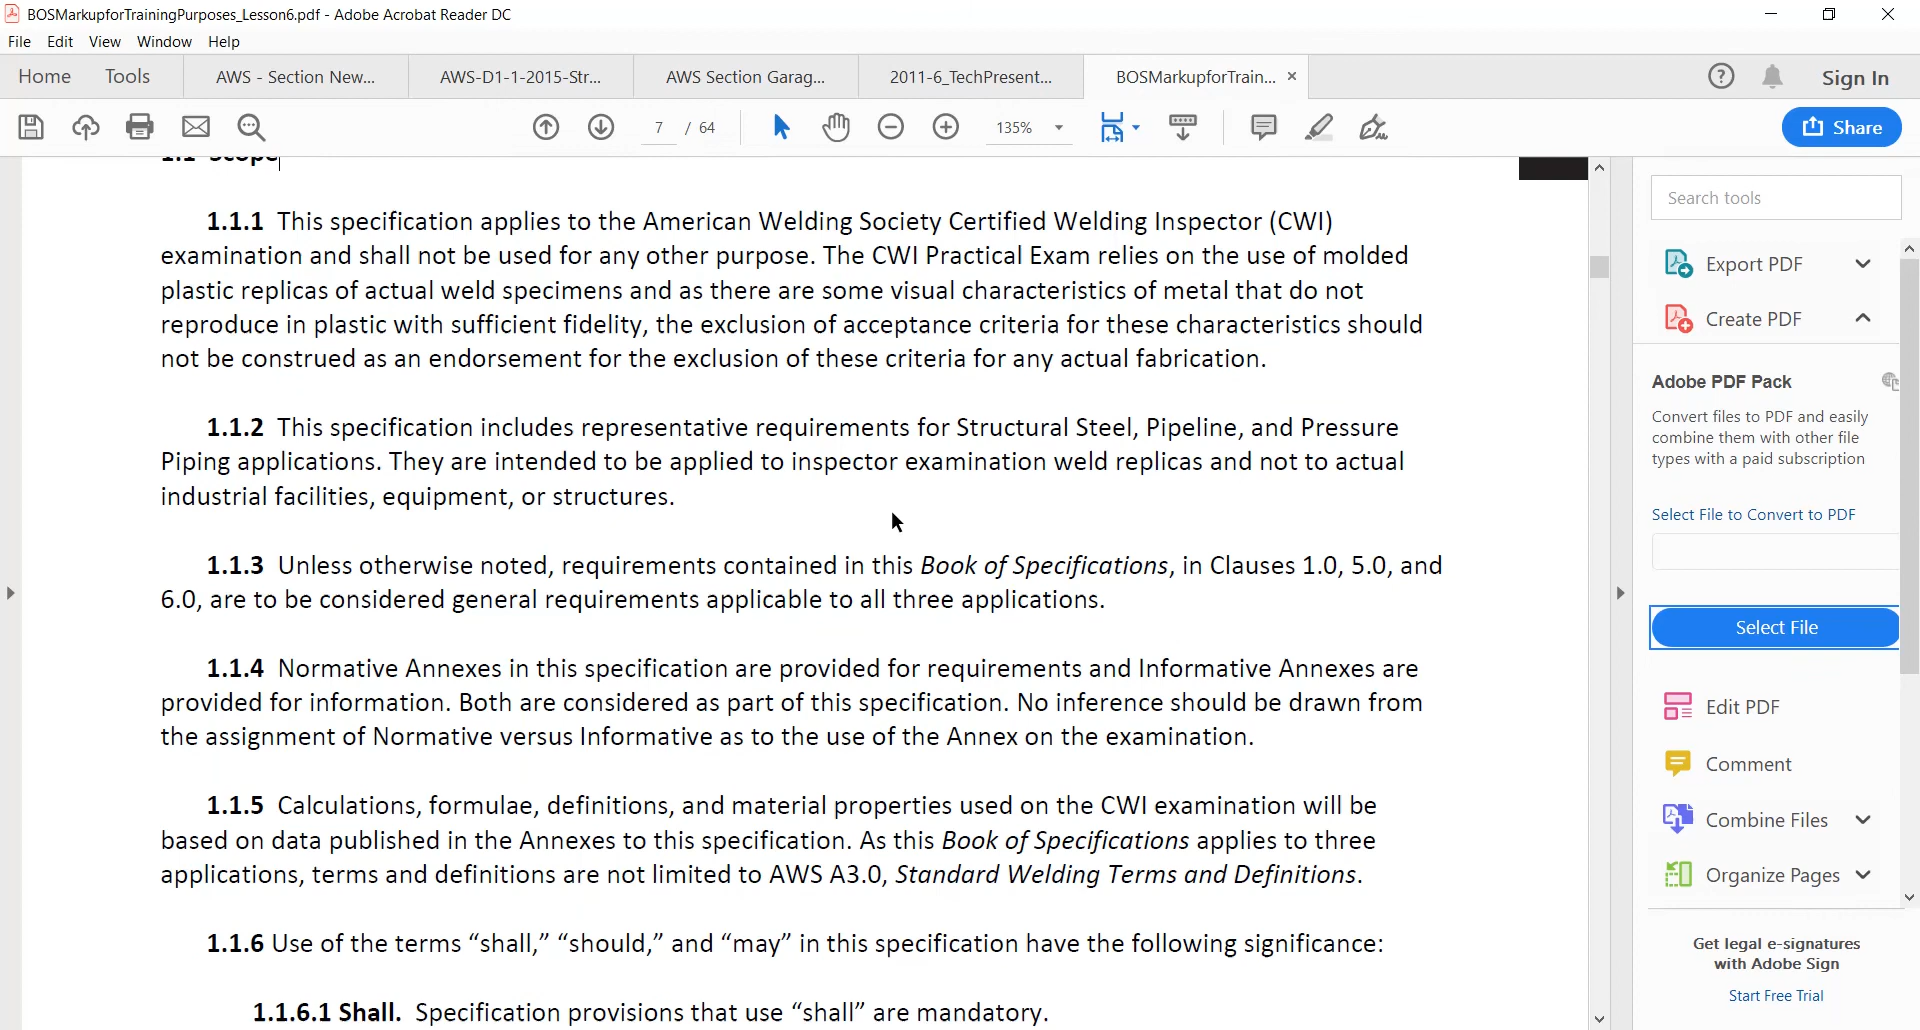 BOSMarkupforTrainingPurposes_Lesson6.pdf - Adobe Acrobat Reader DC
File Edit View Window Help
Home Tools AWS - Section New... AWS-D1-1-2015-Str... AWS Section Garag... 2011-6_TechPresent... BOSMarkupforTrain... × Sign In
7 / 64 135% Share
1.1 Scope
1.1.1 This specification applies to the American Welding Society Certified Welding Inspector (CWI)
examination and shall not be used for any other purpose. The CWI Practical Exam relies on the use of molded
plastic replicas of actual weld specimens and as there are some visual characteristics of metal that do not
reproduce in plastic with sufficient fidelity, the exclusion of acceptance criteria for these characteristics should
not be construed as an endorsement for the exclusion of these criteria for any actual fabrication.
1.1.2 This specification includes representative requirements for Structural Steel, Pipeline, and Pressure
Piping applications. They are intended to be applied to inspector examination weld replicas and not to actual
industrial facilities, equipment, or structures.
1.1.3 Unless otherwise noted, requirements contained in this Book of Specifications, in Clauses 1.0, 5.0, and
6.0, are to be considered general requirements applicable to all three applications.
1.1.4 Normative Annexes in this specification are provided for requirements and Informative Annexes are
provided for information. Both are considered as part of this specification. No inference should be drawn from
the assignment of Normative versus Informative as to the use of the Annex on the examination.
1.1.5 Calculations, formulae, definitions, and material properties used on the CWI examination will be
based on data published in the Annexes to this specification. As this Book of Specifications applies to three
applications, terms and definitions are not limited to AWS A3.0, Standard Welding Terms and Definitions.
1.1.6 Use of the terms “shall,” “should,” and “may” in this specification have the following significance:
1.1.6.1 Shall. Specification provisions that use “shall” are mandatory.
Search tools
Export PDF
Create PDF
Adobe PDF Pack
Convert files to PDF and easily
combine them with other file
types with a paid subscription
Select File to Convert to PDF
Select File
Edit PDF
Comment
Combine Files
Organize Pages
Get legal e-signatures
with Adobe Sign
Start Free Trial